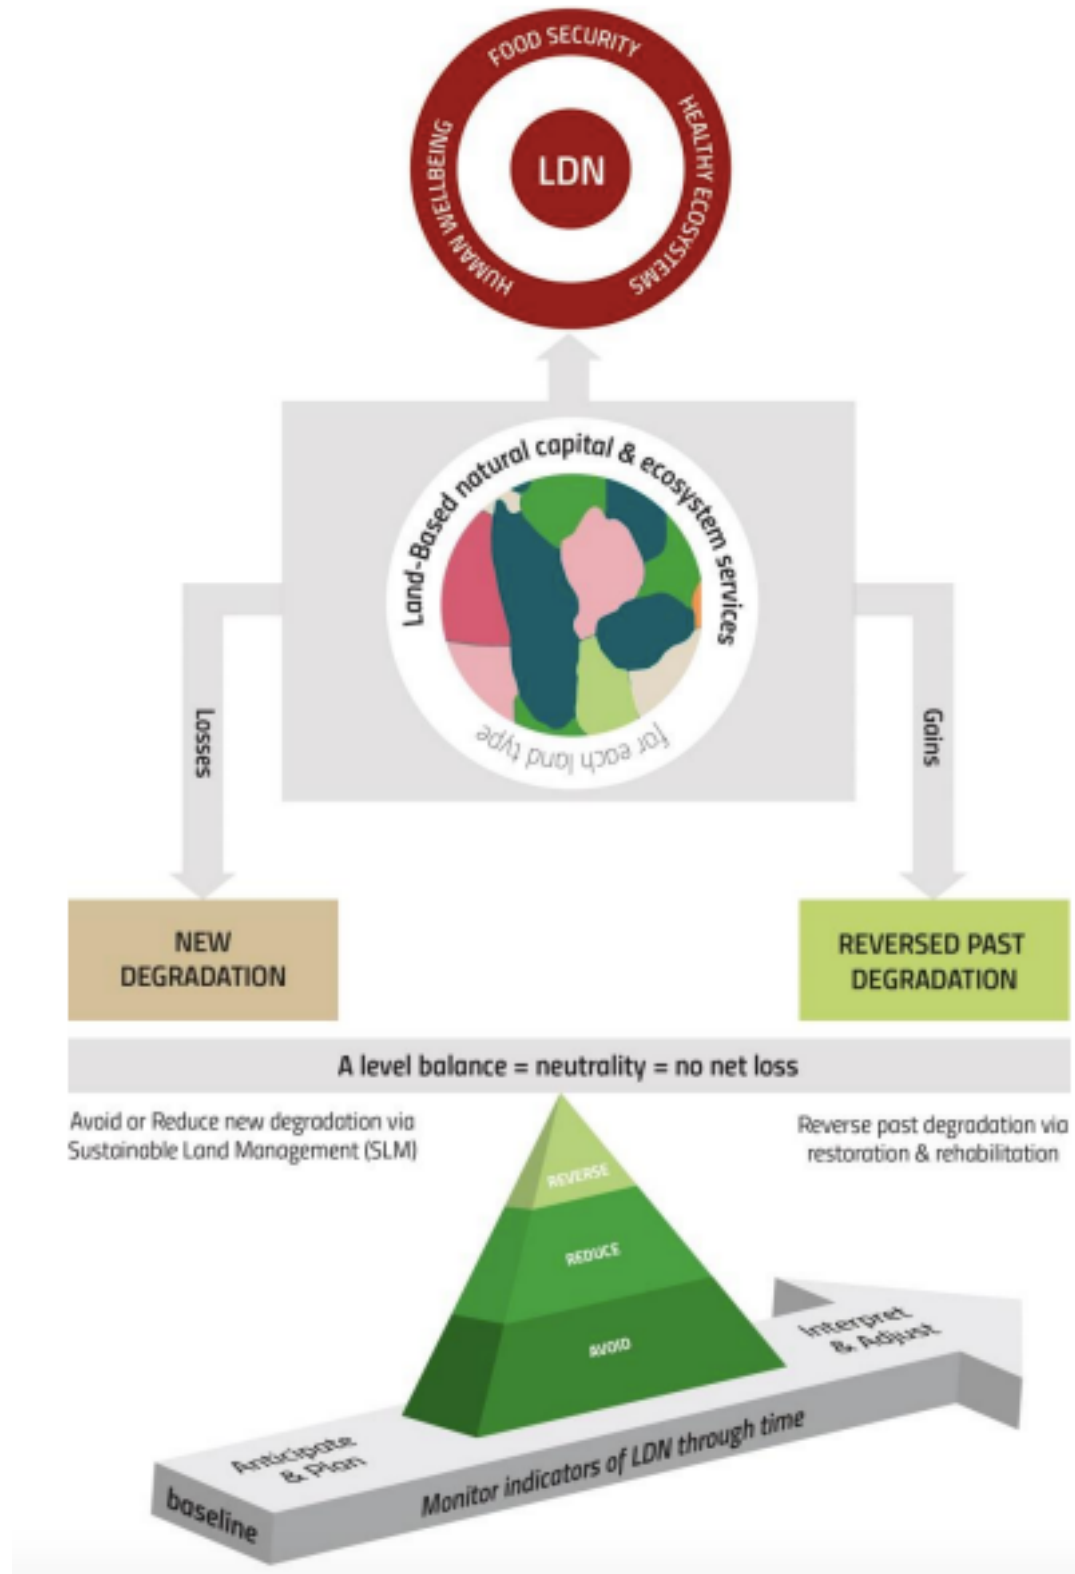 FOOD SECURITY
HUMAN WELLBEING
HEALTHY ECOSYSTEMS
LDN
Land-Based natural capital & ecosystem services
for each land type
Losses
Gains
NEW
DEGRADATION
REVERSED PAST
DEGRADATION
A level balance = neutrality = no net loss
Avoid or Reduce new degradation via
Sustainable Land Management (SLM)
Reverse past degradation via
restoration & rehabilitation
REVERSE
REDUCE
AVOID
Interpret
& Adjust
Anticipate
& Plan
Monitor indicators of LDN through time
baseline